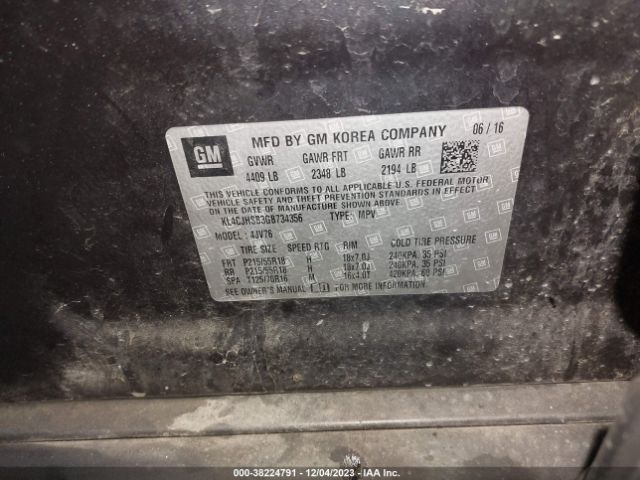 GM
MFD BY GM KOREA COMPANY 06 / 16
GVWR GAWR FRT GAWR RR
4409 LB 2348 LB 2194 LB
THIS VEHICLE CONFORMS TO ALL APPLICABLE U.S. FEDERAL MOTOR
VEHICLE SAFETY BUMPER AND THEFT PREVENTION STANDARDS
IN EFFECT ON THE DATE OF MANUFACTURE SHOWN ABOVE.
KL4CJHSB3GB734356 TYPE: MPV
MODEL: 4JV76
TIRE SIZE SPEED RTG RIM COLD TIRE PRESSURE
FRT P215/55R18 H 18x7.0J 240KPA, 35 PSI
RR P215/55R18 H 18x7.0J 240KPA, 35 PSI
SPA T125/70R16 M 16x4.0T 420KPA, 60 PSI
SEE OWNER'S MANUAL FOR MORE INFORMATION.
000-38224791 - 12/04/2023 - IAA Inc.